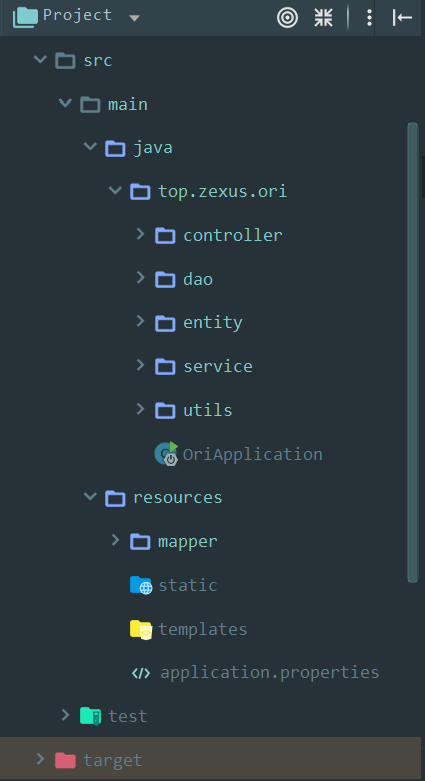 Project
src
main
java
top.zexus.ori
controller
dao
entity
service
utils
OriApplication
resources
mapper
static
templates
application.properties
test
target